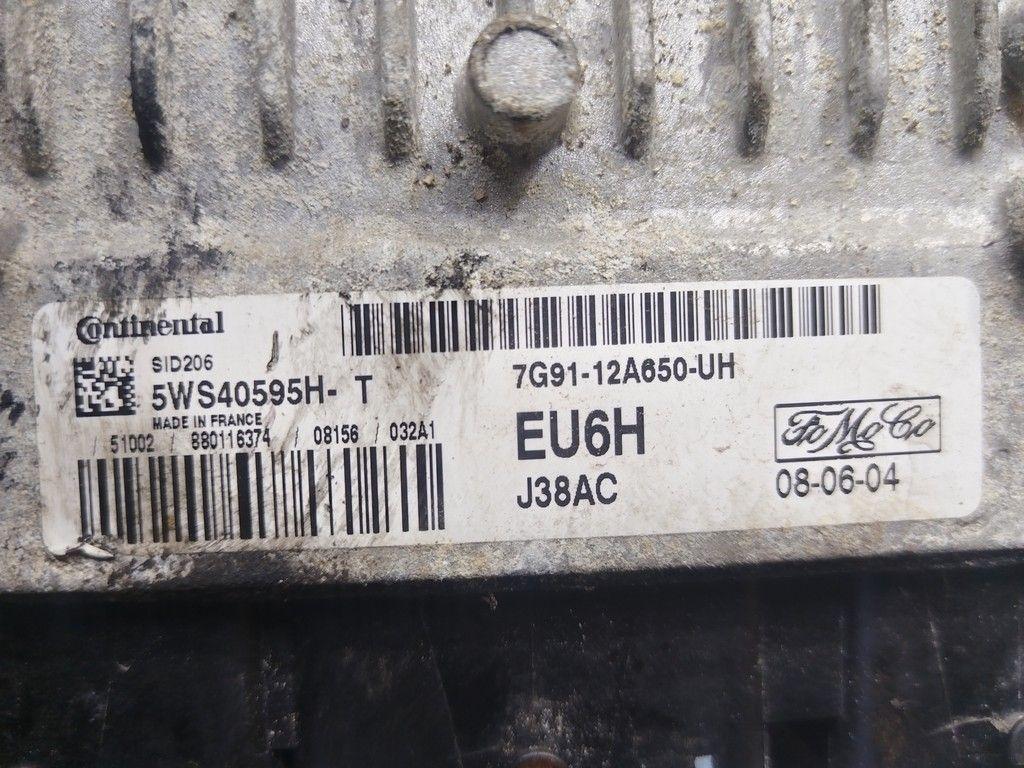 Continental
SID206
5WS40595H- T
MADE IN FRANCE
/ 51002 / 880116374 / 08156 / 032A1
7G91-12A650-UH
EU6H
J38AC
FoMoCo
08-06-04